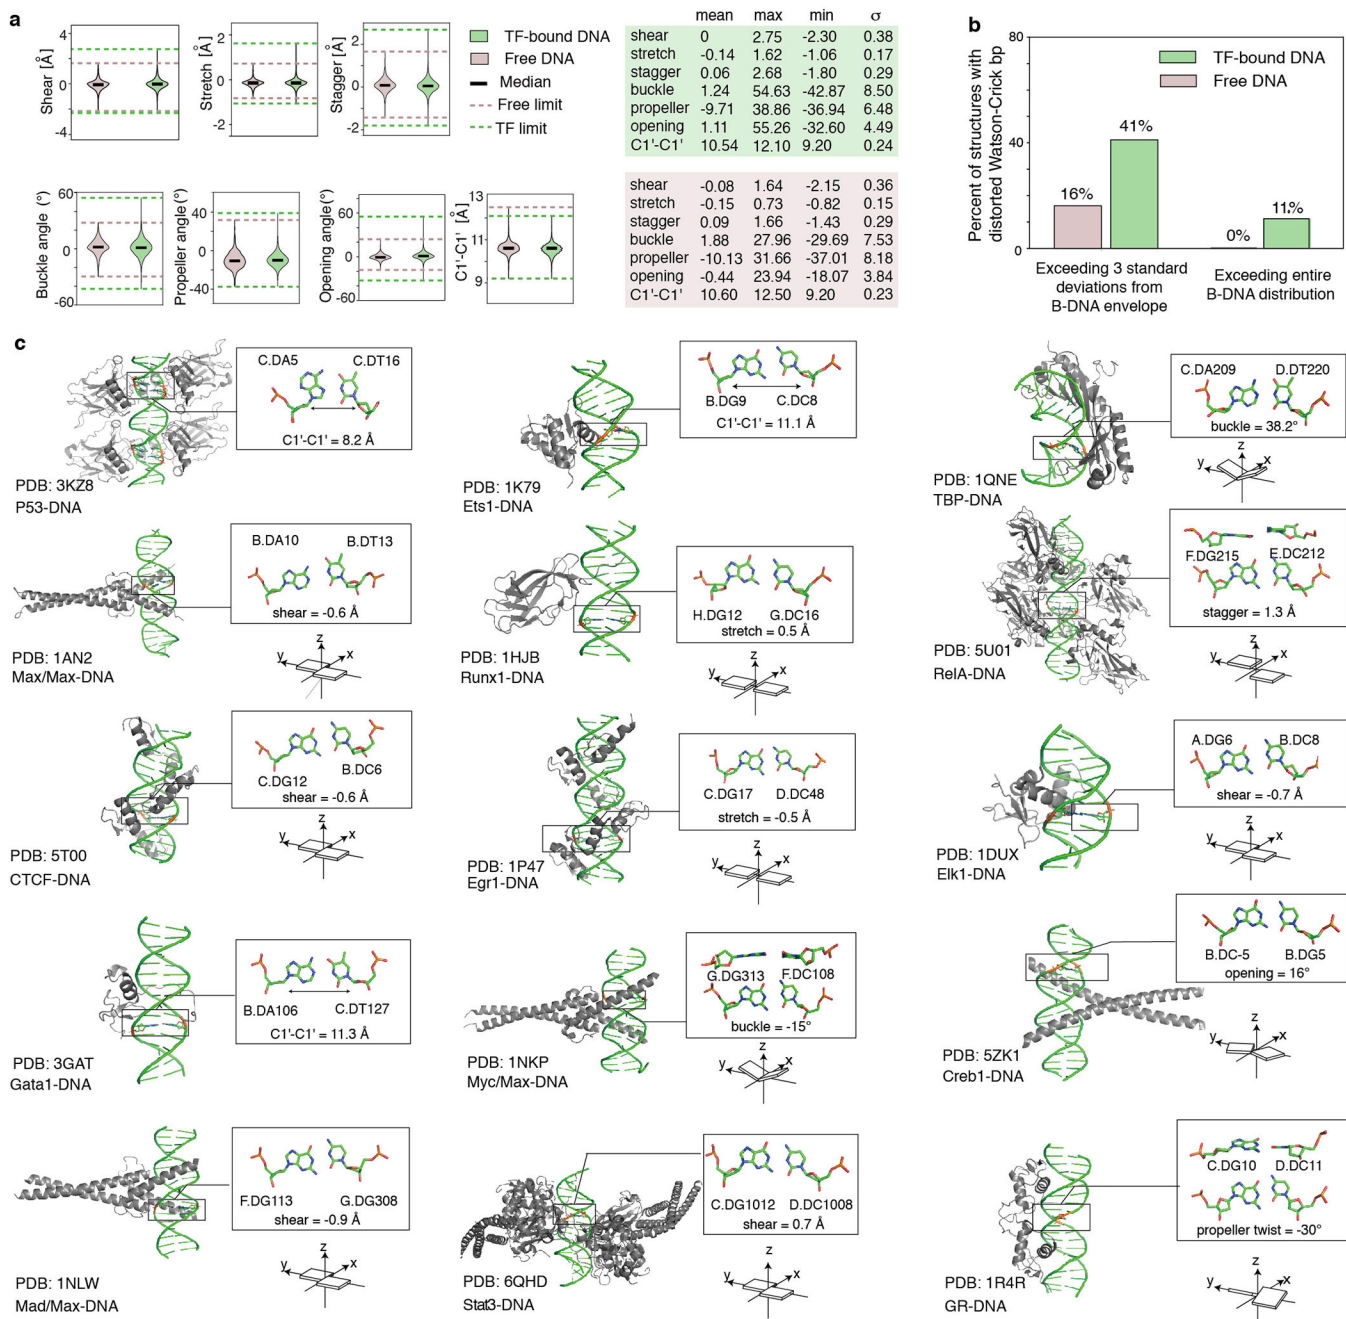 a
Shear [Å]
4
0
-4
Stretch [Å]
2
0
-2
Stagger [Å]
2
0
-2
TF-bound DNA
Free DNA
Median
Free limit
TF limit
Buckle angle (°)
60
0
-60
Propeller angle (°)
40
0
-40
Opening angle (°)
60
0
-60
C1'-C1' [Å]
13
11
9
mean max min σ
shear 0 2.75 -2.30 0.38
stretch -0.14 1.62 -1.06 0.17
stagger 0.06 2.68 -1.80 0.29
buckle 1.24 54.63 -42.87 8.50
propeller -9.71 38.86 -36.94 6.48
opening 1.11 55.26 -32.60 4.49
C1'-C1' 10.54 12.10 9.20 0.24
shear -0.08 1.64 -2.15 0.36
stretch -0.15 0.73 -0.82 0.15
stagger 0.09 1.66 -1.43 0.29
buckle 1.88 27.96 -29.69 7.53
propeller -10.13 31.66 -37.01 8.18
opening -0.44 23.94 -18.07 3.84
C1'-C1' 10.60 12.50 9.20 0.23
b
Percent of structures with
distorted Watson-Crick bp
80
40
0
TF-bound DNA
Free DNA
16%
41%
0%
11%
Exceeding 3 standard
deviations from
B-DNA envelope
Exceeding entire
B-DNA distribution
c
C.DA5 C.DT16
C1'-C1' = 8.2 Å
PDB: 3KZ8
P53-DNA
B.DG9 C.DC8
C1'-C1' = 11.1 Å
PDB: 1K79
Ets1-DNA
C.DA209 D.DT220
buckle = 38.2°
z
y x
PDB: 1QNE
TBP-DNA
B.DA10 B.DT13
shear = -0.6 Å
z
y x
PDB: 1AN2
Max/Max-DNA
H.DG12 G.DC16
stretch = 0.5 Å
z
y x
PDB: 1HJB
Runx1-DNA
F.DG215 E.DC212
stagger = 1.3 Å
z
y x
PDB: 5U01
RelA-DNA
C.DG12 B.DC6
shear = -0.6 Å
z
y x
PDB: 5T00
CTCF-DNA
C.DG17 D.DC48
stretch = -0.5 Å
z
y x
PDB: 1P47
Egr1-DNA
A.DG6 B.DC8
shear = -0.7 Å
z
y x
PDB: 1DUX
Elk1-DNA
B.DA106 C.DT127
C1'-C1' = 11.3 Å
PDB: 3GAT
Gata1-DNA
G.DG313 F.DC108
buckle = -15°
z
y x
PDB: 1NKP
Myc/Max-DNA
B.DC-5 B.DG5
opening = 16°
z
y x
PDB: 5ZK1
Creb1-DNA
F.DG113 G.DG308
shear = -0.9 Å
z
y x
PDB: 1NLW
Mad/Max-DNA
C.DG1012 D.DC1008
shear = 0.7 Å
z
y x
PDB: 6QHD
Stat3-DNA
C.DG10 D.DC11
propeller twist = -30°
z
y x
PDB: 1R4R
GR-DNA